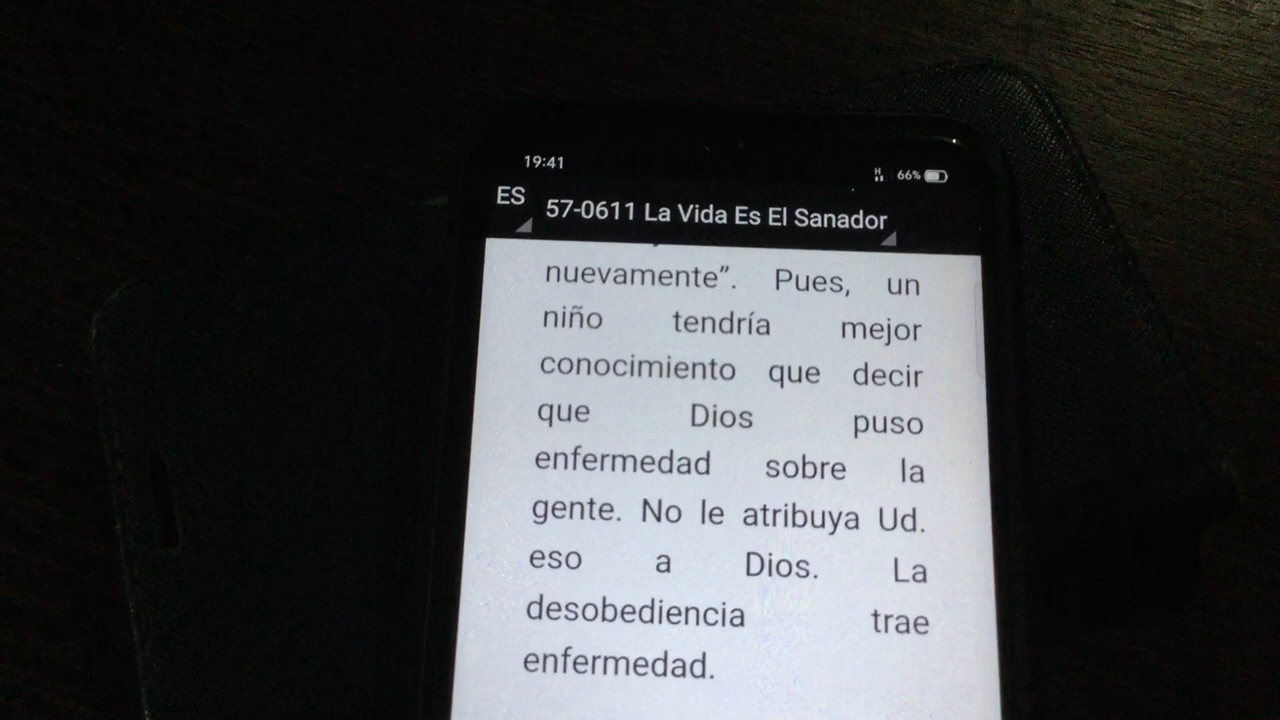 19:41 H 66%
ES 57-0611 La Vida Es El Sanador
nuevamente”. Pues, un
niño tendría mejor
conocimiento que decir
que Dios puso
enfermedad sobre la
gente. No le atribuya Ud.
eso a Dios. La
desobediencia trae
enfermedad.